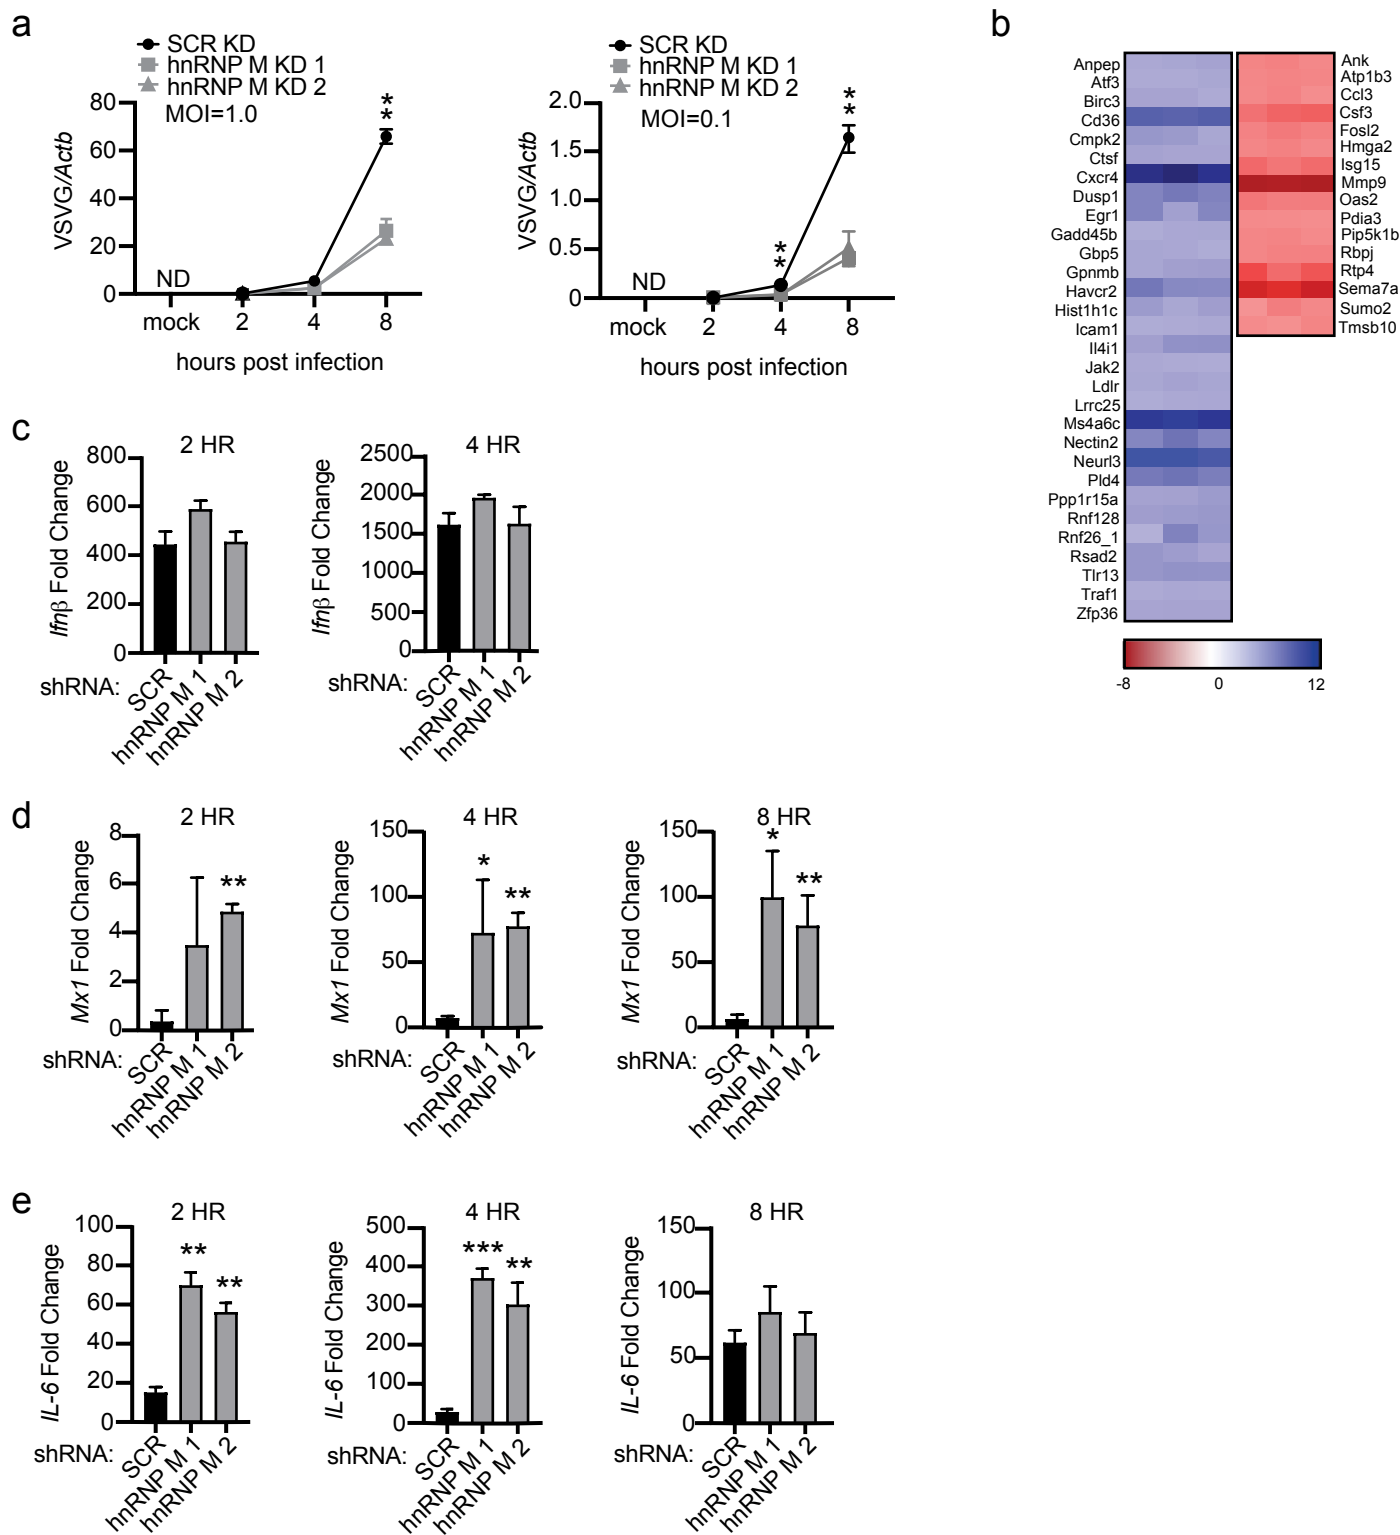 a
SCR KD
hnRNP M KD 1
hnRNP M KD 2
MOI=1.0
80
60
40
20
0
VSVG/Actb
ND
**
mock 2 4 8
hours post infection
SCR KD
hnRNP M KD 1
hnRNP M KD 2
MOI=0.1
2.0
1.5
1.0
0.5
0
VSVG/Actb
ND
**
**
mock 2 4 8
hours post infection
b
Anpep
Atf3
Birc3
Cd36
Cmpk2
Ctsf
Cxcr4
Dusp1
Egr1
Gadd45b
Gbp5
Gpnmb
Havcr2
Hist1h1c
Icam1
Il4i1
Jak2
Ldlr
Lrrc25
Ms4a6c
Nectin2
Neurl3
Pld4
Ppp1r15a
Rnf128
Rnf26_1
Rsad2
Tlr13
Traf1
Zfp36
Ank
Atp1b3
Ccl3
Csf3
Fosl2
Hmga2
Isg15
Mmp9
Oas2
Pdia3
Pip5k1b
Rbpj
Rtp4
Sema7a
Sumo2
Tmsb10
-8 0 12
c
2 HR
800
600
400
200
0
Ifnβ Fold Change
shRNA:
SCR
hnRNP M 1
hnRNP M 2
4 HR
2500
2000
1500
1000
500
0
Ifnβ Fold Change
shRNA:
SCR
hnRNP M 1
hnRNP M 2
d
2 HR
8
6
4
2
0
Mx1 Fold Change
**
shRNA:
SCR
hnRNP M 1
hnRNP M 2
4 HR
150
100
50
0
Mx1 Fold Change
*
**
shRNA:
SCR
hnRNP M 1
hnRNP M 2
8 HR
150
100
50
0
Mx1 Fold Change
*
**
shRNA:
SCR
hnRNP M 1
hnRNP M 2
e
2 HR
100
80
60
40
20
0
IL-6 Fold Change
**
**
shRNA:
SCR
hnRNP M 1
hnRNP M 2
4 HR
500
400
300
200
100
0
IL-6 Fold Change
***
**
shRNA:
SCR
hnRNP M 1
hnRNP M 2
8 HR
150
100
50
0
IL-6 Fold Change
shRNA:
SCR
hnRNP M 1
hnRNP M 2